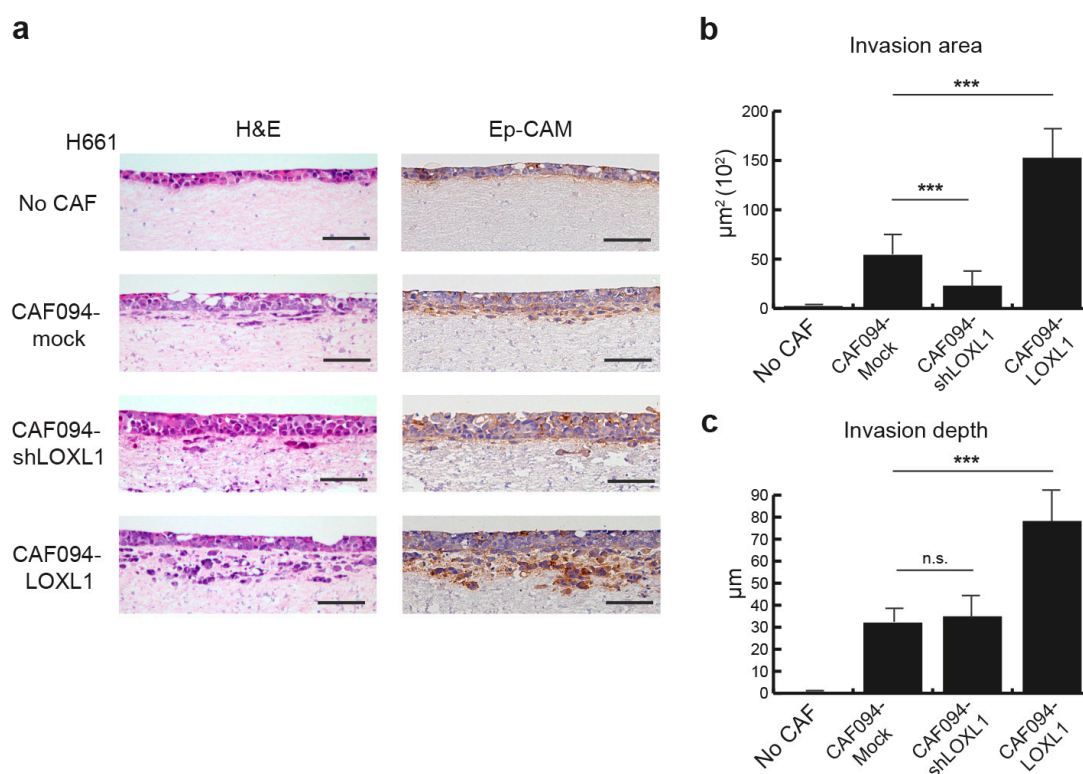 a
H661
H&E
Ep-CAM
No CAF
CAF094-
mock
CAF094-
shLOXL1
CAF094-
LOXL1
b
Invasion area
***
***
µm² (10²)
200
150
100
50
0
No CAF
CAF094-
Mock
CAF094-
shLOXL1
CAF094-
LOXL1
c
Invasion depth
***
n.s.
µm
90
80
70
60
50
40
30
20
10
0
No CAF
CAF094-
Mock
CAF094-
shLOXL1
CAF094-
LOXL1